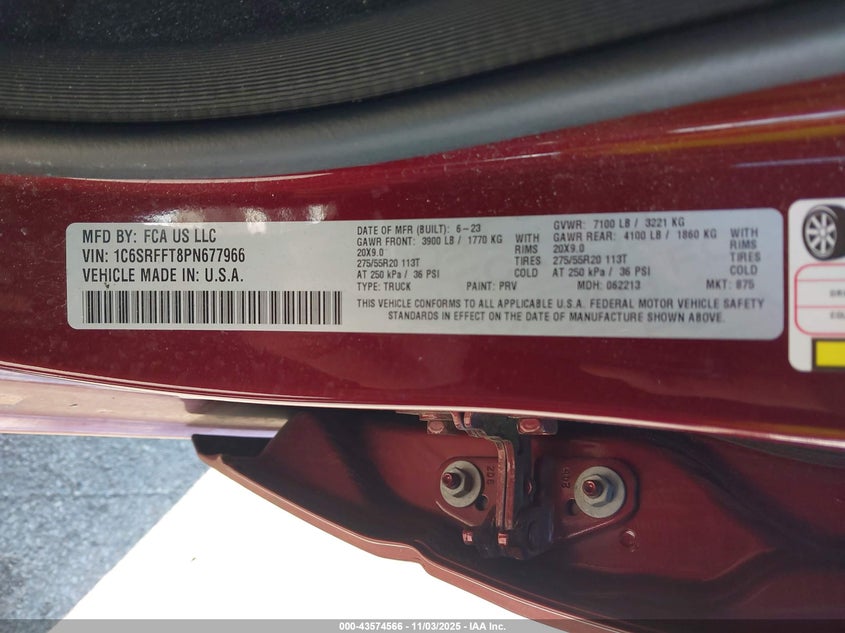 MFD BY: FCA US LLC
VIN: 1C6SRFFT8PN677966
VEHICLE MADE IN: U.S.A.
DATE OF MFR (BUILT): 6-23
GVWR: 7100 LB / 3221 KG
GAWR FRONT: 3900 LB / 1770 KG WITH
GAWR REAR: 4100 LB / 1860 KG WITH
20X9.0 RIMS
20X9.0 RIMS
275/55R20 113T TIRES
275/55R20 113T TIRES
AT 250 kPa / 36 PSI COLD
AT 250 kPa / 36 PSI COLD
TYPE: TRUCK PAINT: PRV MDH: 062213 MKT: 875
THIS VEHICLE CONFORMS TO ALL APPLICABLE U.S.A. FEDERAL MOTOR VEHICLE SAFETY
STANDARDS IN EFFECT ON THE DATE OF MANUFACTURE SHOWN ABOVE.
000-43574566 - 11/03/2025 - IAA Inc.